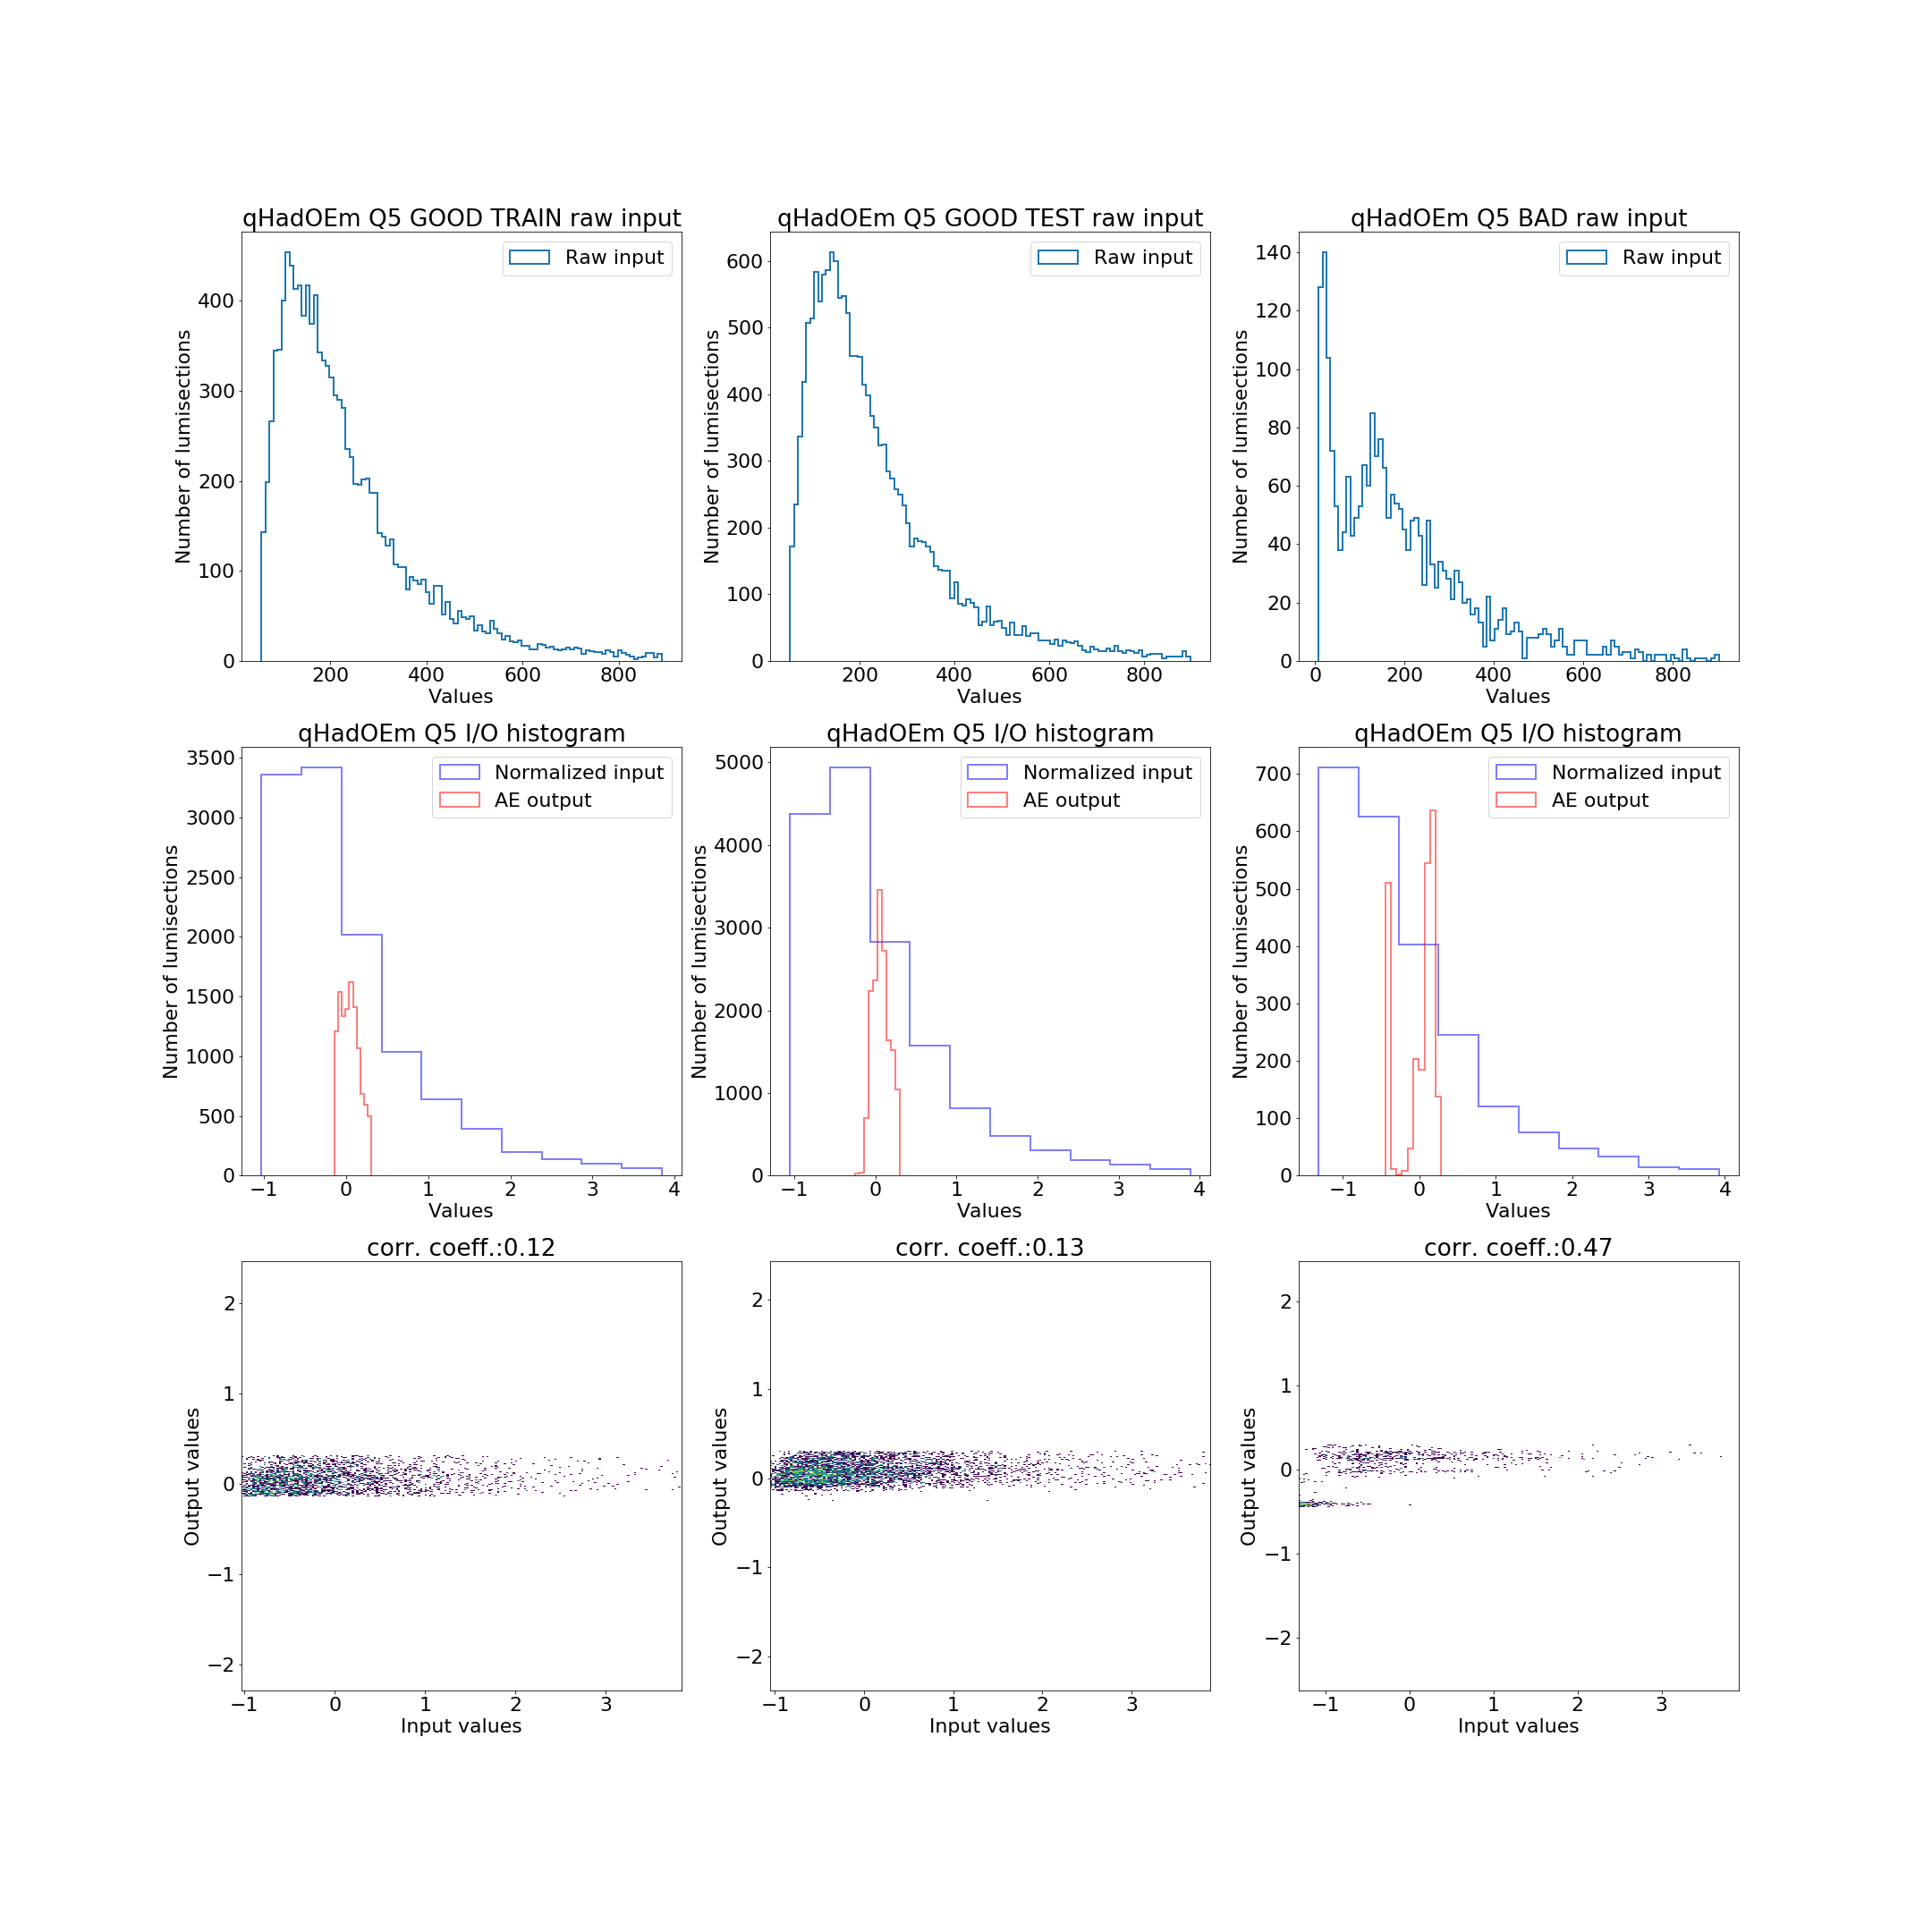 qHadOEm Q5 GOOD TRAIN raw input
Raw input
Number of lumisections
400
300
200
100
0
200 400 600 800
Values
qHadOEm Q5 GOOD TEST raw input
Raw input
Number of lumisections
600
500
400
300
200
100
0
200 400 600 800
Values
qHadOEm Q5 BAD raw input
Raw input
Number of lumisections
140
120
100
80
60
40
20
0
0 200 400 600 800
Values
qHadOEm Q5 I/O histogram
Normalized input
AE output
Number of lumisections
3500
3000
2500
2000
1500
1000
500
0
−1 0 1 2 3 4
Values
qHadOEm Q5 I/O histogram
Normalized input
AE output
Number of lumisections
5000
4000
3000
2000
1000
0
−1 0 1 2 3 4
Values
qHadOEm Q5 I/O histogram
Normalized input
AE output
Number of lumisections
700
600
500
400
300
200
100
0
−1 0 1 2 3 4
Values
corr. coeff.:0.12
Output values
2
1
0
−1
−2
−1 0 1 2 3
Input values
corr. coeff.:0.13
Output values
2
1
0
−1
−2
−1 0 1 2 3
Input values
corr. coeff.:0.47
Output values
2
1
0
−1
−2
−1 0 1 2 3
Input values